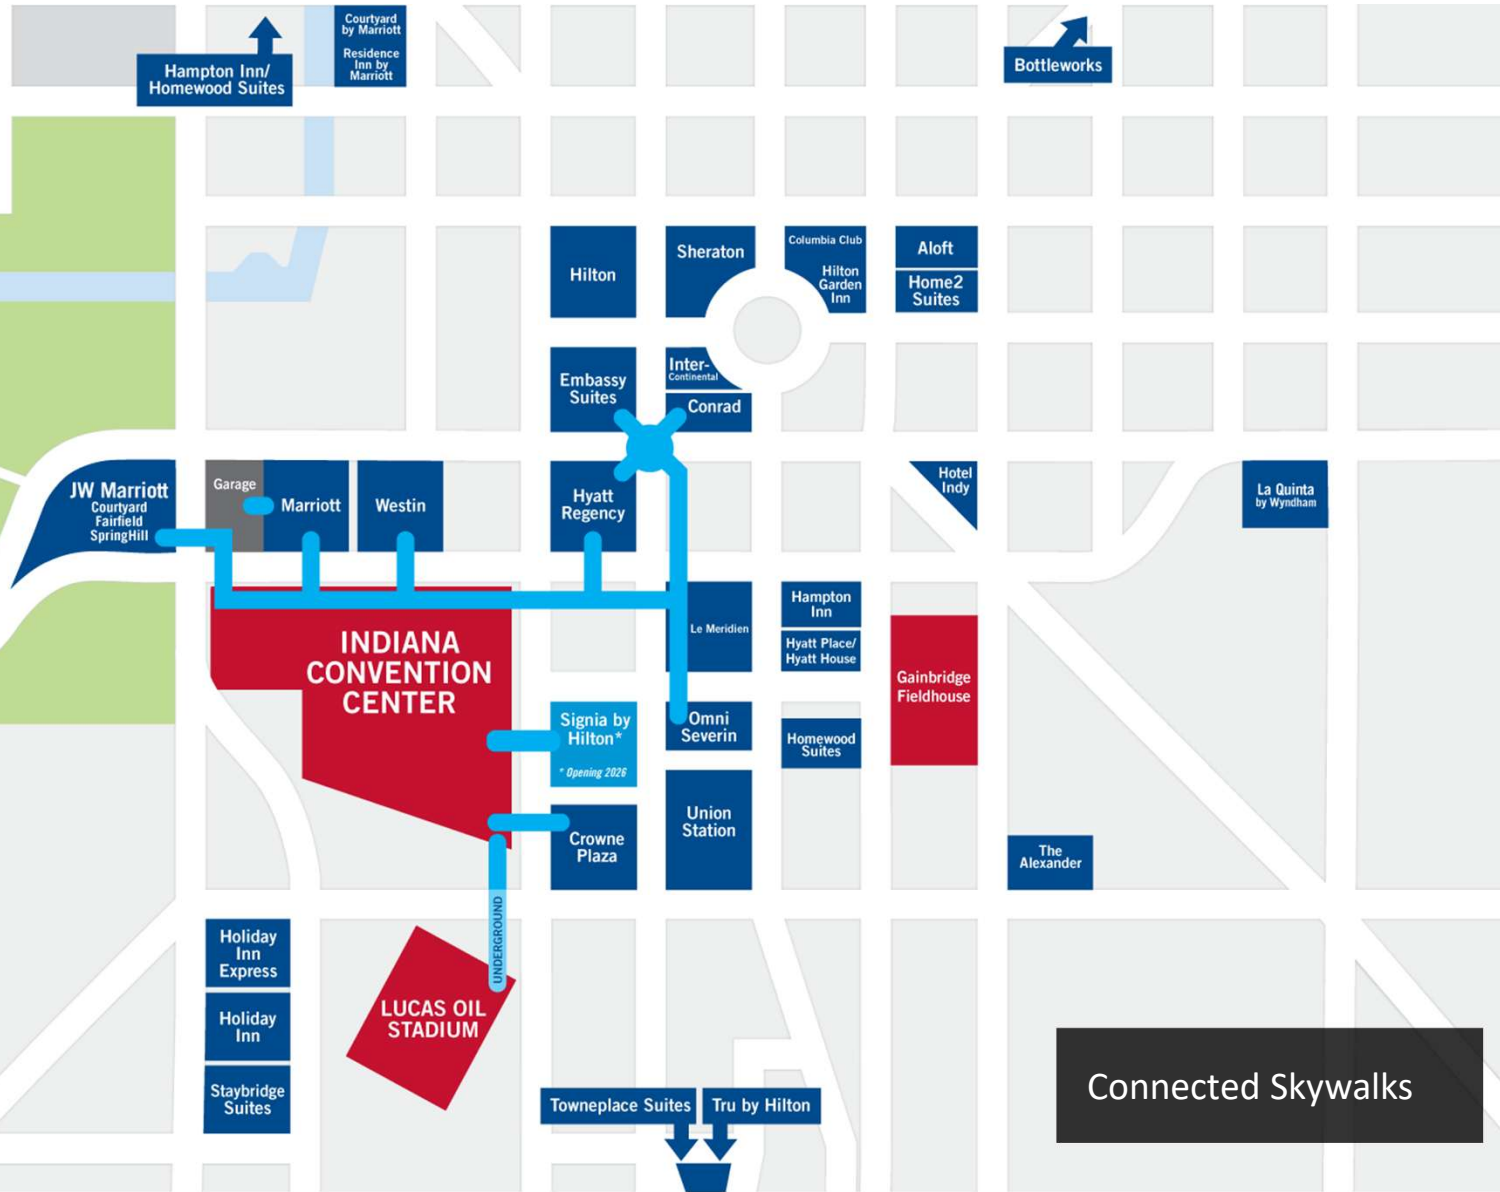 Courtyard
by Marriott
Residence
Inn by
Marriott
Hampton Inn/
Homewood Suites
Bottleworks
Hilton
Sheraton
Columbia Club
Hilton
Garden
Inn
Aloft
Home2
Suites
Embassy
Suites
Inter-
Continental
Conrad
JW Marriott
Courtyard
Fairfield
SpringHill
Garage
Marriott
Westin
Hyatt
Regency
Hotel
Indy
La Quinta
by Wyndham
INDIANA
CONVENTION
CENTER
Le Meridien
Hampton
Inn
Hyatt Place/
Hyatt House
Gainbridge
Fieldhouse
Signia by
Hilton*
* Opening 2026
Omni
Severin
Homewood
Suites
Crowne
Plaza
Union
Station
The
Alexander
UNDERGROUND
Holiday
Inn
Express
Holiday
Inn
Staybridge
Suites
LUCAS OIL
STADIUM
Towneplace Suites
Tru by Hilton
Connected Skywalks